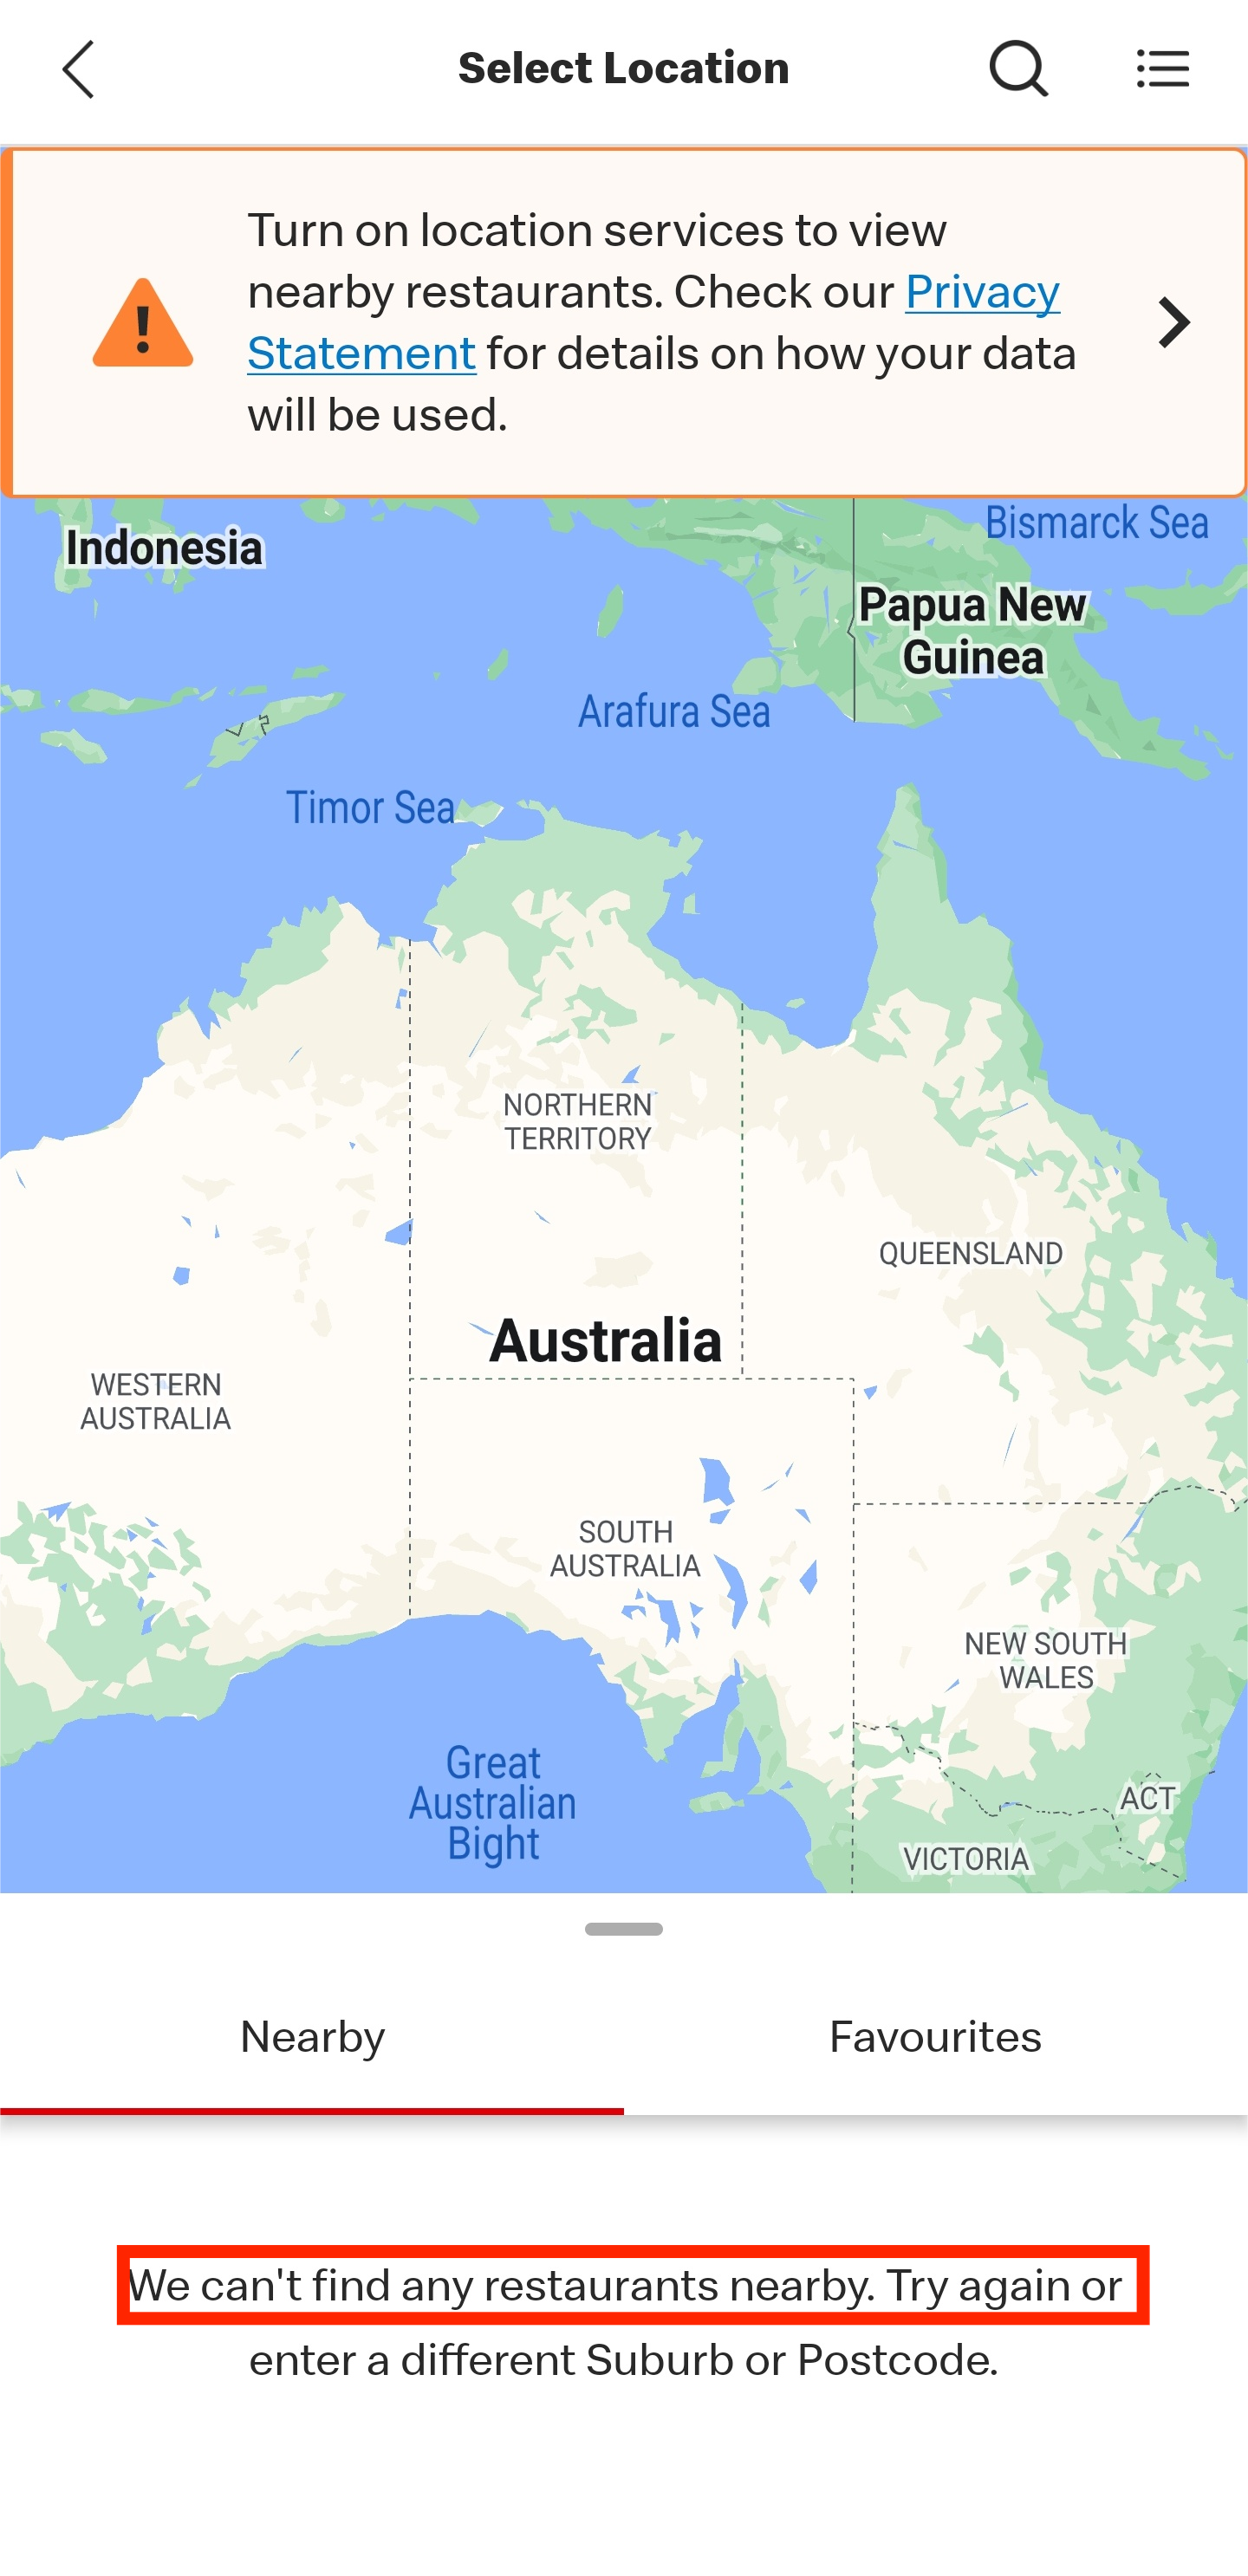 Select Location
Turn on location services to view
nearby restaurants. Check our Privacy
Statement for details on how your data
will be used.
Indonesia
Bismarck Sea
Papua New
Guinea
Arafura Sea
Timor Sea
NORTHERN
TERRITORY
QUEENSLAND
Australia
WESTERN
AUSTRALIA
SOUTH
AUSTRALIA
NEW SOUTH
WALES
Great
Australian
Bight
ACT
VICTORIA
Nearby
Favourites
We can't find any restaurants nearby. Try again or
enter a different Suburb or Postcode.